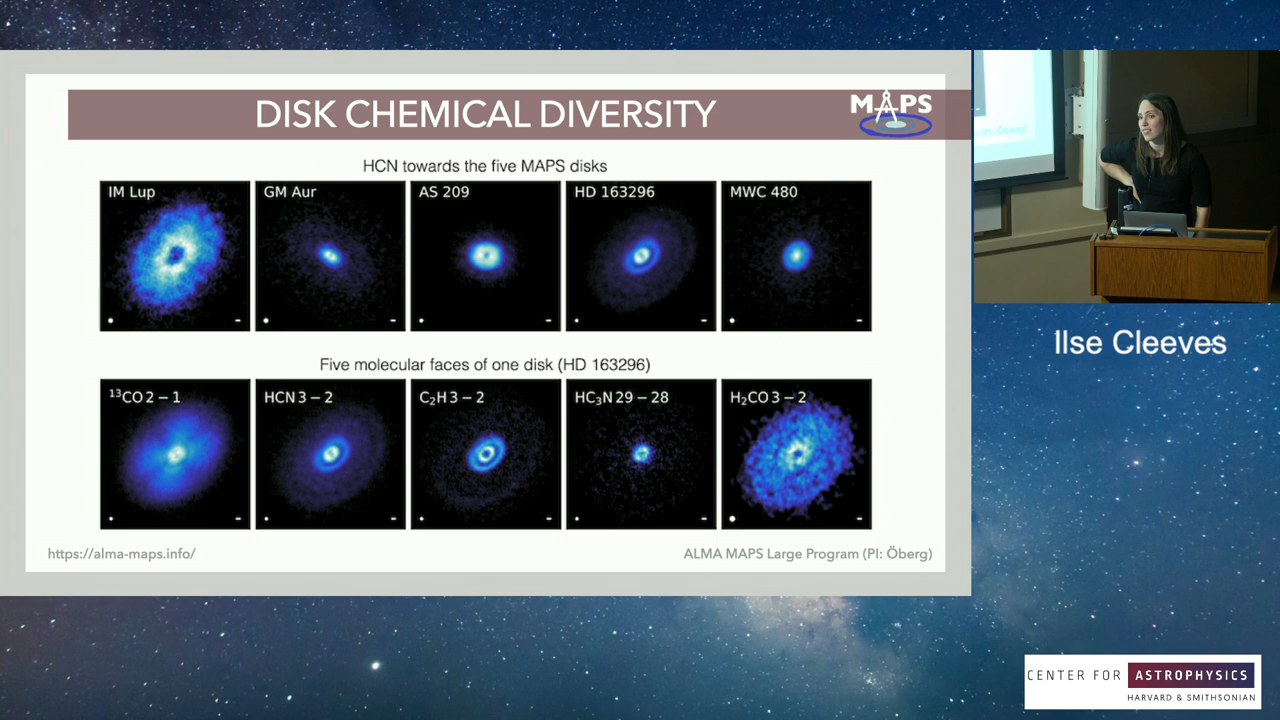 DISK CHEMICAL DIVERSITY
MAPS
HCN towards the five MAPS disks
IM Lup
GM Aur
AS 209
HD 163296
MWC 480
Five molecular faces of one disk (HD 163296)
¹³CO 2 – 1
HCN 3 – 2
C₂H 3 – 2
HC₃N 29 – 28
H₂CO 3 – 2
https://alma-maps.info/
ALMA MAPS Large Program (PI: Öberg)
Öberg)
Ilse Cleeves
CENTER FOR ASTROPHYSICS
HARVARD & SMITHSONIAN